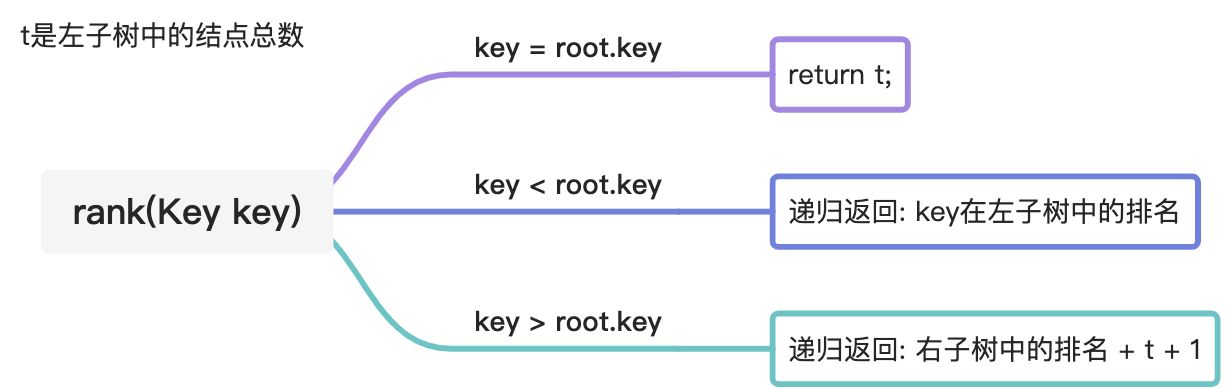 t是左子树中的结点总数
key = root.key
return t;
rank(Key key)
key < root.key
递归返回: key在左子树中的排名
key > root.key
递归返回: 右子树中的排名 + t + 1